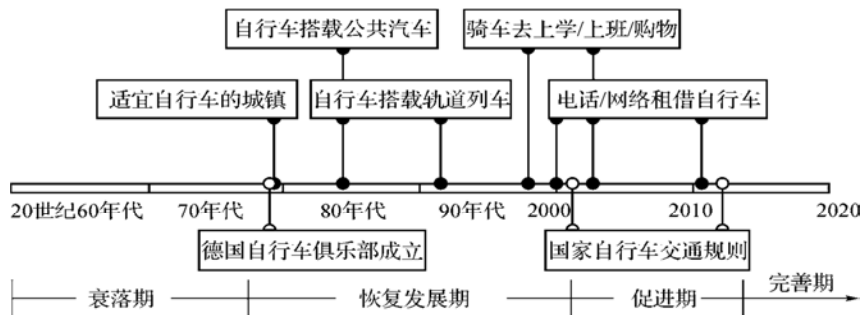 自行车搭载公共汽车
骑车去上学/上班/购物
适宜自行车的城镇
自行车搭载轨道列车
电话/网络租借自行车
20世纪60年代
70年代
80年代
90年代
2000
2010
2020
德国自行车俱乐部成立
国家自行车交通规则
衰落期
恢复发展期
促进期
完善期